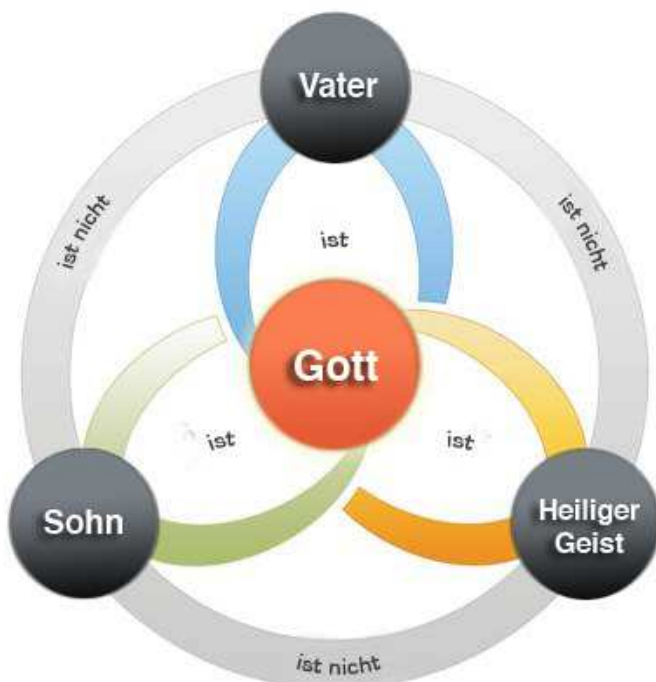 Vater
ist nicht
ist nicht
ist
Gott
ist
ist
Sohn
Heiliger
Geist
ist nicht